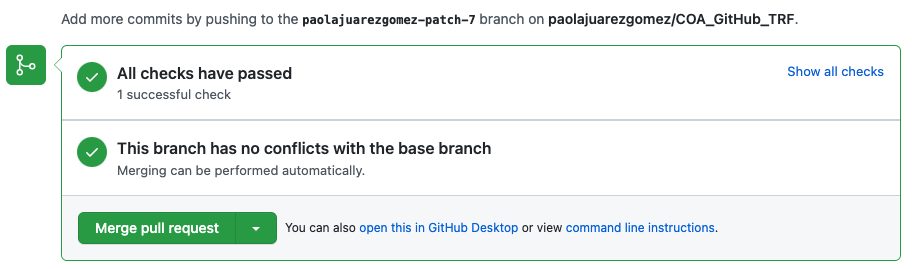 Add more commits by pushing to the paolajuarezgomez-patch-7 branch on paolajuarezgomez/COA_GitHub_TRF.
All checks have passed
Show all checks
1 successful check
This branch has no conflicts with the base branch
Merging can be performed automatically.
Merge pull request
You can also open this in GitHub Desktop or view command line instructions.